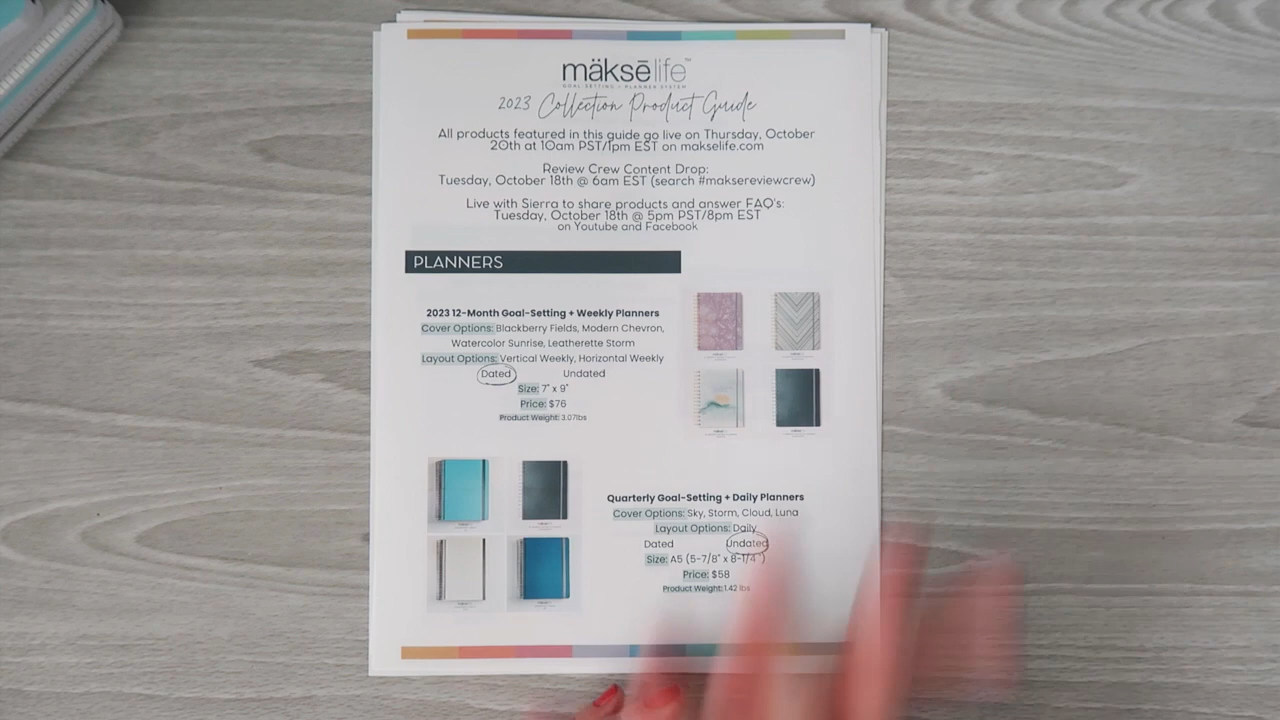 mäksē life™
GOAL SETTING + PLANNER SYSTEM
2023 Collection Product Guide
All products featured in this guide go live on Thursday, October
20th at 10am PST/1pm EST on makselife.com
Review Crew Content Drop:
Tuesday, October 18th @ 6am EST (search #maksereviewcrew)
Live with Sierra to share products and answer FAQ's:
Tuesday, October 18th @ 5pm PST/8pm EST
on Youtube and Facebook
PLANNERS
2023 12-Month Goal-Setting + Weekly Planners
Cover Options: Blackberry Fields, Modern Chevron,
Watercolor Sunrise, Leatherette Storm
Layout Options: Vertical Weekly, Horizontal Weekly
Dated Undated
Size: 7" x 9"
Price: $76
Product Weight: 3.07lbs
Quarterly Goal-Setting + Daily Planners
Cover Options: Sky, Storm, Cloud, Luna
Layout Options: Daily
Dated Undated
Size: A5 (5-7/8" x 8-1/4")
Price: $58
Product Weight: 1.42 lbs